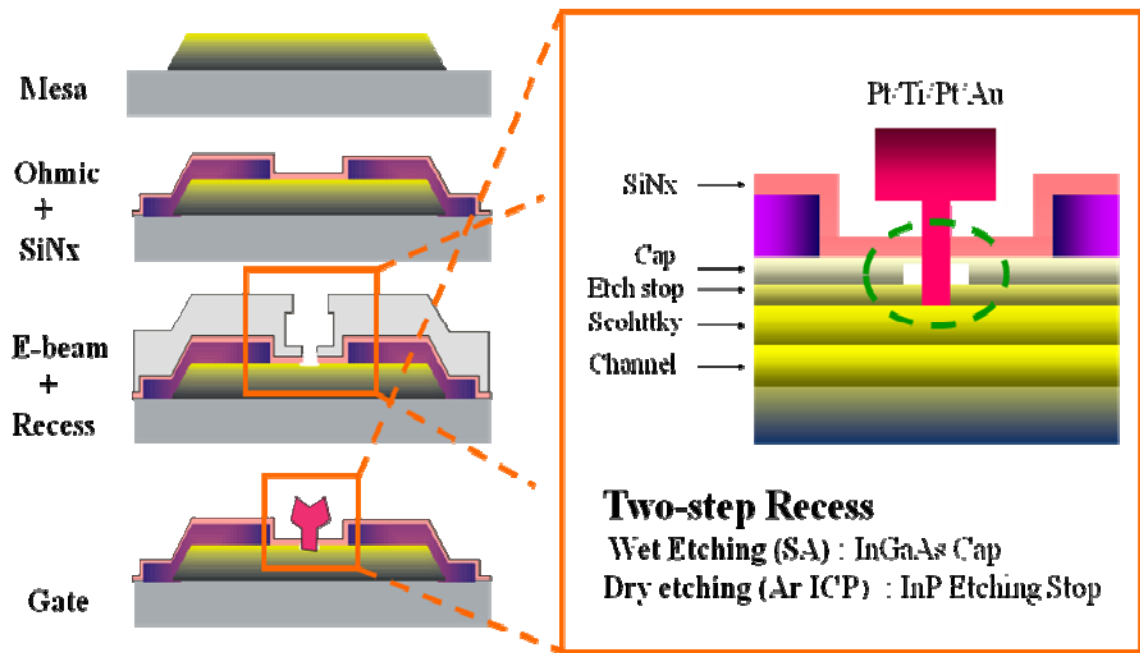 Mesa
Ohmic
+
SiNx
E-beam
+
Recess
Gate
Pt/Ti/Pt/Au
SiNx
Cap
Etch stop
Scohttky
Channel
Two-step Recess
Wet Etching (SA) : InGaAs Cap
Dry etching (Ar ICP) : InP Etching Stop